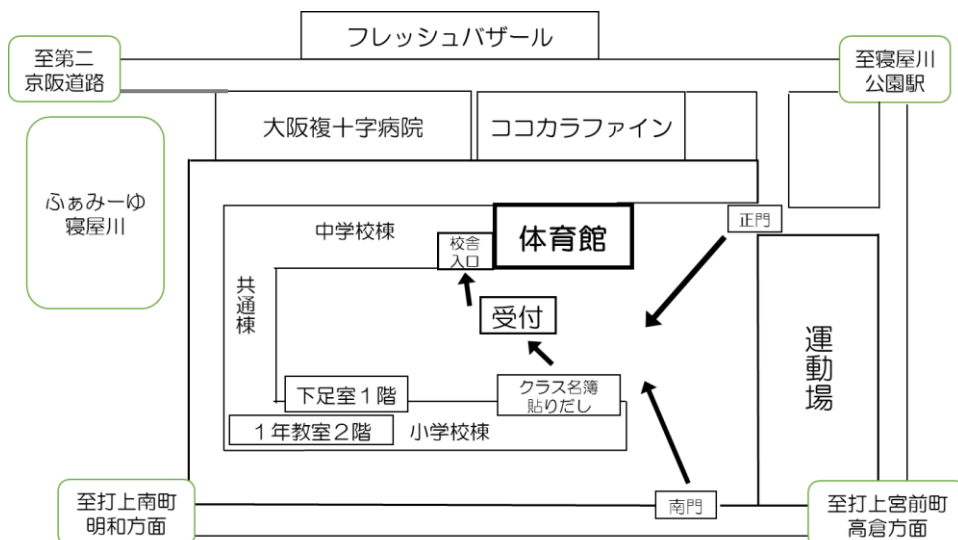 フレッシュバザール
至第二
京阪道路
至寝屋川
公園駅
大阪複十字病院
ココカラファイン
ふぁみーゆ
寝屋川
中学校棟
校舎
入口
体育館
正門
共通棟
受付
運動場
下足室1階
クラス名簿
貼りだし
1年教室2階
小学校棟
至打上南町
明和方面
南門
至打上宮前町
高倉方面